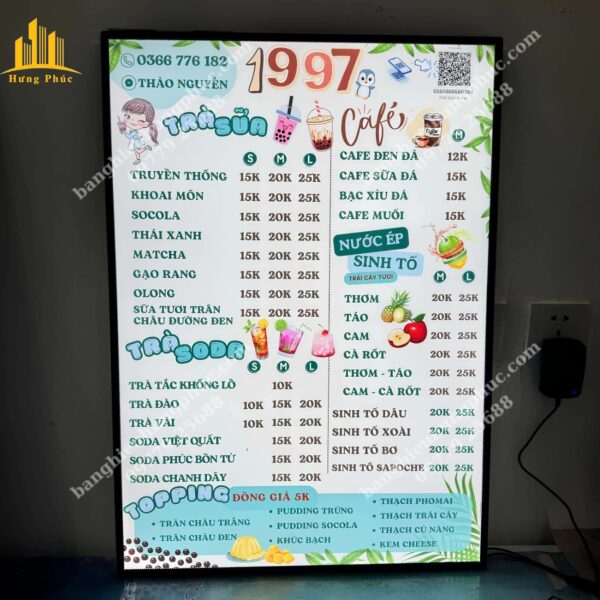 Hưng Phúc
0366 776 182
THẢO NGUYÊN
1997
TRÀ SỮA
S M L
TRUYỀN THỐNG 15K 20K 25K
KHOAI MÔN 15K 20K 25K
SOCOLA 15K 20K 25K
THÁI XANH 15K 20K 25K
MATCHA 15K 20K 25K
GẠO RANG 15K 20K 25K
OLONG 15K 20K 25K
SỮA TƯƠI TRÂN
CHÂU ĐƯỜNG ĐEN 15K 20K 25K
TRÀ SODA
S M L
TRÀ TẮC KHỔNG LỒ 10K
TRÀ ĐÀO 10K 15K 20K
TRÀ VẢI 10K 15K 20K
SODA VIỆT QUẤT 15K 20K
SODA PHÚC BỒN TỬ 15K 20K
SODA CHANH DÂY 15K 20K
Café
M
CAFE ĐEN ĐÁ 12K
CAFE SỮA ĐÁ 15K
BẠC XỈU ĐÁ 15K
CAFE MUỐI 15K
NƯỚC ÉP
SINH TỐ
TRÁI CÂY TƯƠI
M L
THƠM 20K 25K
TÁO 20K 25K
CAM 20K 25K
CÀ RỐT 20K 25K
THƠM - TÁO 20K 25K
CAM - CÀ RỐT 20K 25K
SINH TỐ DÂU 20K 25K
SINH TỐ XOÀI 20K 25K
SINH TỐ BƠ 20K 25K
SINH TỐ SAPOCHE 20K 25K
TOPPING ĐỒNG GIÁ 5K
• TRÂN CHÂU TRẮNG
• TRÂN CHÂU ĐEN
• PUDDING TRỨNG
• PUDDING SOCOLA
• KHÚC BẠCH
• THẠCH PHOMAI
• THẠCH TRÁI CÂY
• THẠCH CỦ NĂNG
• KEM CHEESE